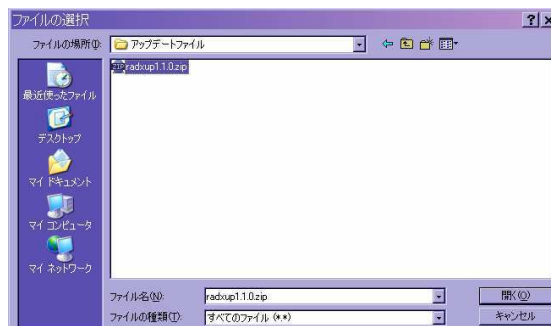 ファイルの選択
ファイルの場所(I):
アップデートファイル
radxup1.1.0.zip
最近使ったファイル
デスクトップ
マイ ドキュメント
マイ コンピュータ
マイ ネットワーク
ファイル名(N):
radxup1.1.0.zip
開く(O)
ファイルの種類(T):
すべてのファイル (*.*)
キャンセル